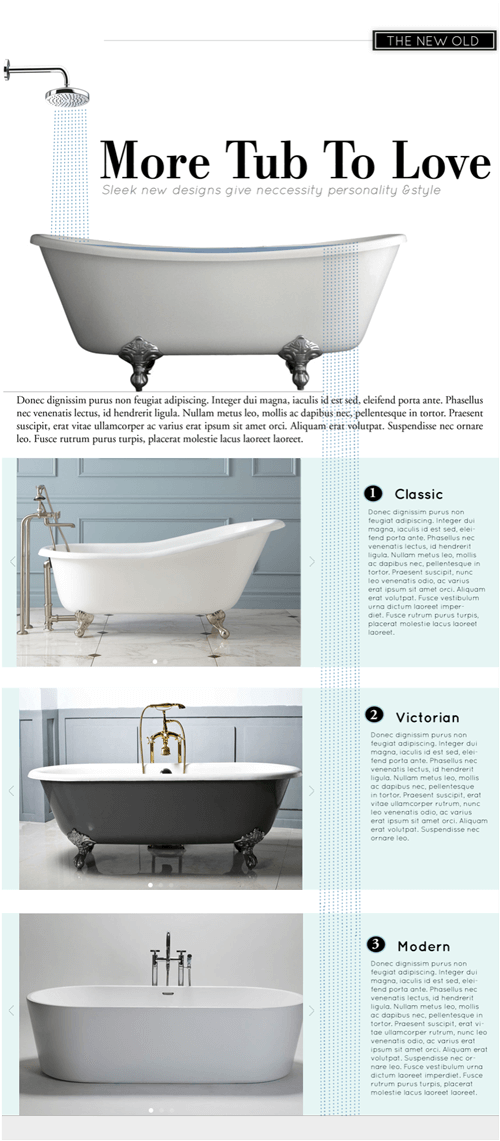 THE NEW OLD
More Tub To Love
Sleek new designs give neccessity personality &style
Donec dignissim purus non feugiat adipiscing. Integer dui magna, iaculis id est sed, eleifend porta ante. Phasellus
nec venenatis lectus, id hendrerit ligula. Nullam metus leo, mollis ac dapibus nec, pellentesque in tortor. Praesent
suscipit, erat vitae ullamcorper ac varius erat ipsum sit amet orci. Aliquam erat volutpat. Suspendisse nec ornare
leo. Fusce rutrum purus turpis, placerat molestie lacus laoreet laoreet.
1 Classic
Donec dignissim purus non
feugiat adipiscing. Integer dui
magna, iaculis id est sed, elei-
fend porta ante. Phasellus nec
venenatis lectus, id hendrerit
ligula. Nullam metus leo, mollis
ac dapibus nec, pellentesque in
tortor. Praesent suscipit, nunc
leo venenatis odio, ac varius
erat ipsum sit amet orci. Aliquam
erat volutpat. Fusce vestibulum
urna dictum laoreet imper-
diet. Fusce rutrum purus turpis,
placerat molestie lacus laoreet
laoreet.
2 Victorian
Donec dignissim purus non
feugiat adipiscing. Integer dui
magna, iaculis id est sed, elei-
fend porta ante. Phasellus nec
venenatis lectus, id hendrerit
ligula. Nullam metus leo, mollis
ac dapibus nec, pellentesque
in tortor. Praesent suscipit, erat
vitae ullamcorper rutrum, nunc
leo venenatis odio, ac varius
erat ipsum sit amet orci. Aliquam
erat volutpat. Suspendisse nec
ornare leo.
3 Modern
Donec dignissim purus non
feugiat adipiscing. Integer dui
magna, iaculis id est sed, elei-
fend porta ante. Phasellus nec
venenatis lectus, id hendrerit
ligula. Nullam metus leo, mollis
ac dapibus nec, pellentesque in
tortor. Praesent suscipit, erat vi-
tae ullamcorper rutrum, nunc leo
venenatis odio, ac varius erat
ipsum sit amet orci. Aliquam erat
volutpat. Suspendisse nec or-
nare leo. Fusce vestibulum urna
dictum laoreet imperdiet. Fusce
rutrum purus turpis, placerat
molestie lacus laoreet laoreet.